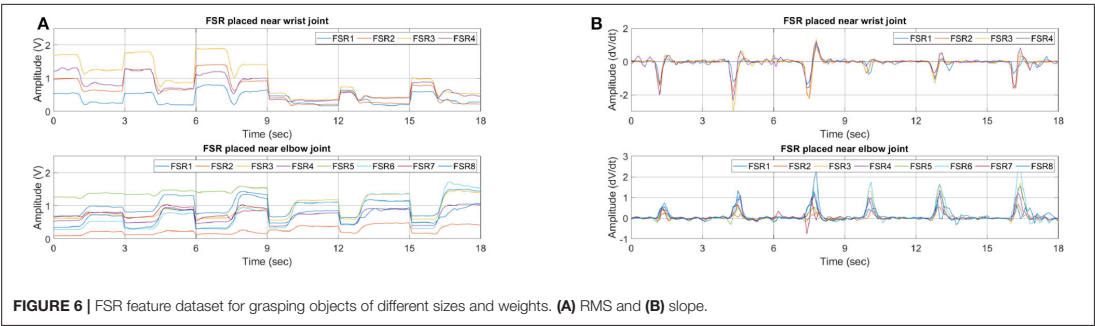 A
FSR placed near wrist joint
FSR1 FSR2 FSR3 FSR4
Amplitude (V)
2
1
0
0 3 6 9 12 15 18
Time (sec)
FSR placed near elbow joint
FSR1 FSR2 FSR3 FSR4 FSR5 FSR6 FSR7 FSR8
Amplitude (V)
2
1
0
0 3 6 9 12 15 18
Time (sec)
B
FSR placed near wrist joint
FSR1 FSR2 FSR3 FSR4
Amplitude (dV/dt)
2
0
-2
0 3 6 9 12 15 18
Time (sec)
FSR placed near elbow joint
FSR1 FSR2 FSR3 FSR4 FSR5 FSR6 FSR7 FSR8
Amplitude (dV/dt)
3
2
1
0
-1
0 3 6 9 12 15 18
Time (sec)
FIGURE 6 | FSR feature dataset for grasping objects of different sizes and weights. (A) RMS and (B) slope.